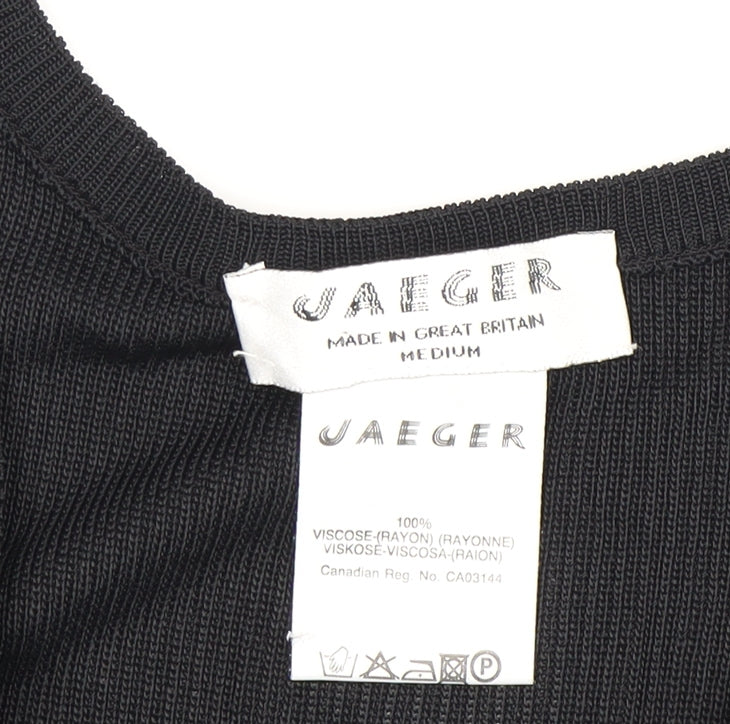 JAEGER
MADE IN GREAT BRITAIN
MEDIUM
JAEGER
100%
VISCOSE-(RAYON) (RAYONNE)
VISKOSE-VISCOSA-(RAION)
Canadian Reg. No. CA03144
P